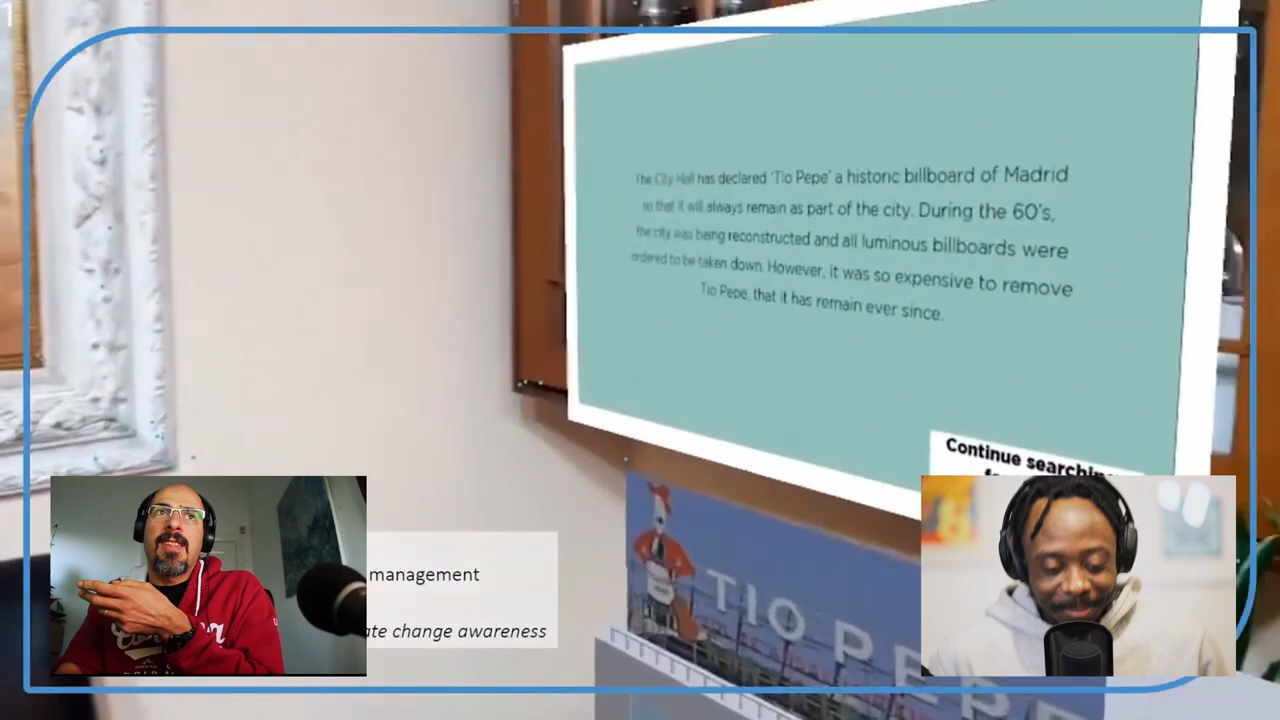 1
The City Hall has declared 'Tio Pepe' a historic billboard of Madrid
so that it will always remain as part of the city. During the 60's,
the city was being reconstructed and all luminous billboards were
ordered to be taken down. However, it was so expensive to remove
Tio Pepe, that it has remain ever since.
Continue searching
management
ate change awareness
TIO PEPE